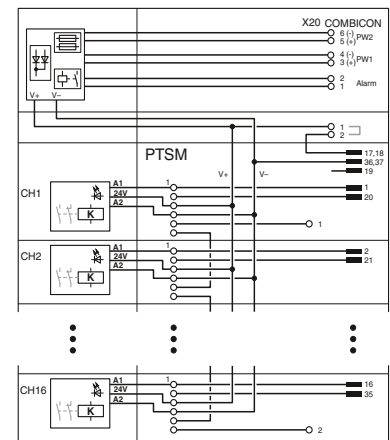 X20 COMBICON
6 (-)
5 (+)
PW2
4 (-)
3 (+)
PW1
2
1
Alarm
V+ V–
1
2
PTSM
17,18
36,37
19
V+ V–
CH1
A1
24V
A2
K
1
1
20
1
CH2
A1
24V
A2
K
1
2
21
CH16
A1
24V
A2
K
1
16
35
2